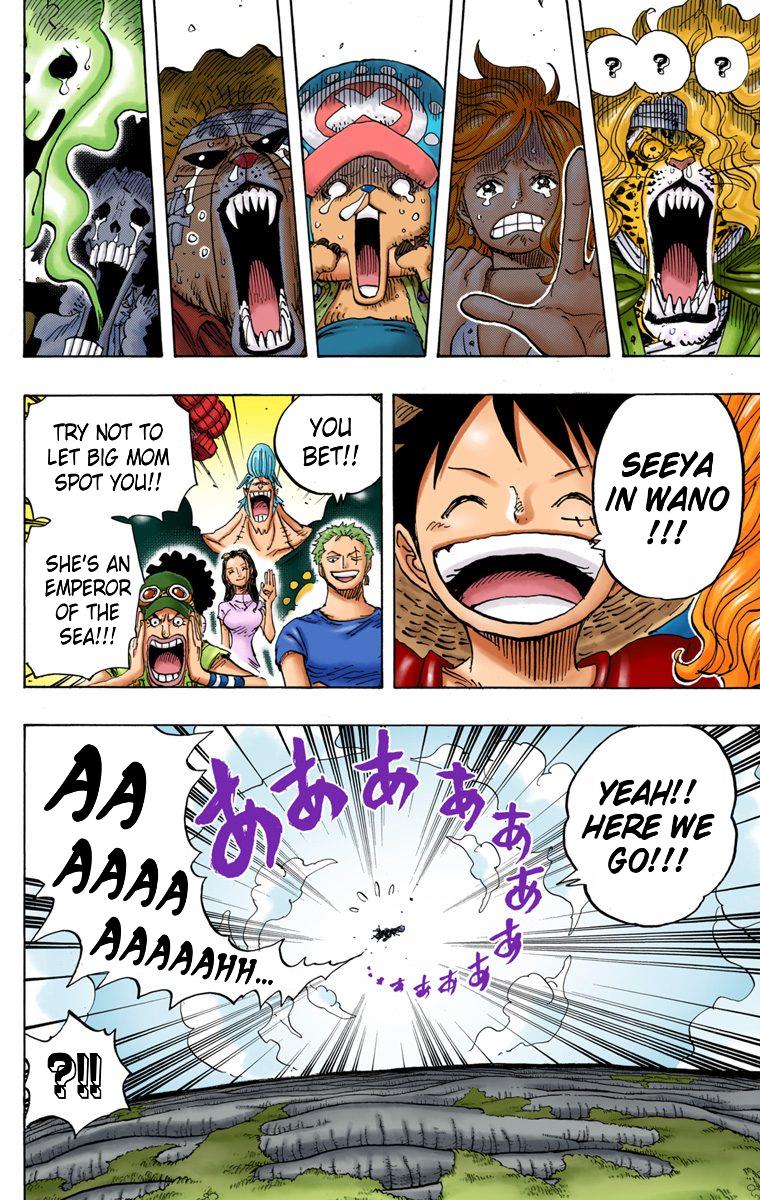 ? ? ?
SEEYA
IN WANO
!!!
YOU
BET!!
TRY NOT TO
LET BIG MOM
SPOT YOU!!
SHE'S AN
EMPEROR
OF THE
SEA!!!
YEAH!!
HERE WE
GO!!!
ああああああああああああ
AA
AAAA
AAAAAHH...
?!!